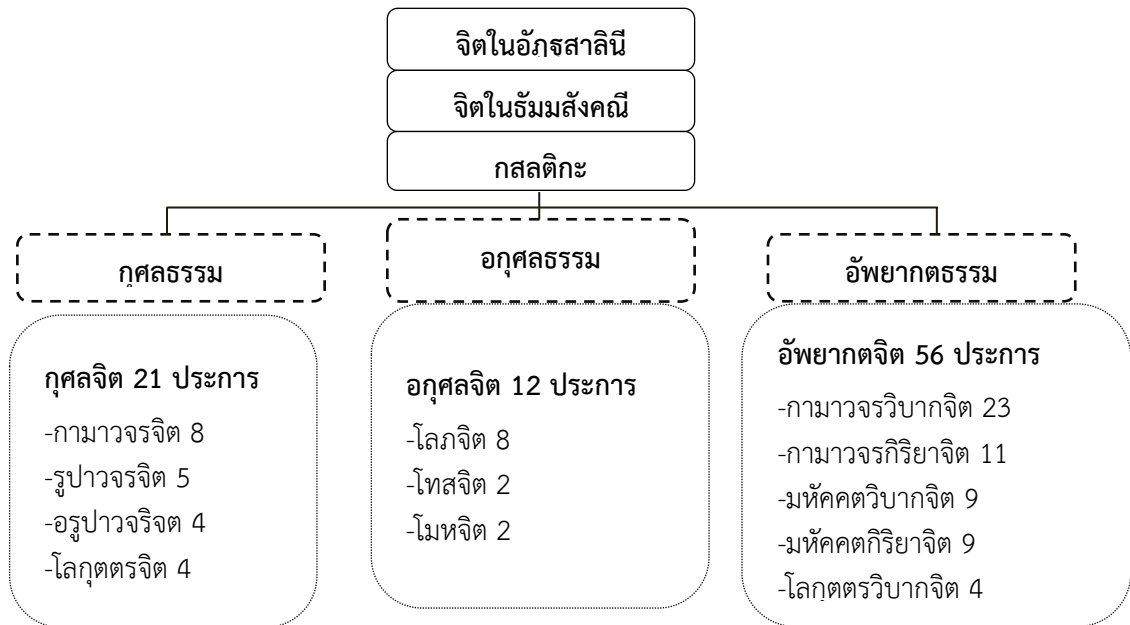 จิตในอัฏฐสาลินี
จิตในธัมมสังคณี
กสลติกะ
กุศลธรรม
อกุศลธรรม
อัพยากตธรรม
กุศลจิต 21 ประการ
-กามาวจรจิต 8
-รูปาวจรจิต 5
-อรูปาวจริจต 4
-โลกุตตรจิต 4
อกุศลจิต 12 ประการ
-โลภจิต 8
-โทสจิต 2
-โมหจิต 2
อัพยากตจิต 56 ประการ
-กามาวจรวิบากจิต 23
-กามาวจรกิริยาจิต 11
-มหัคคตวิบากจิต 9
-มหัคคตกิริยาจิต 9
-โลกุตตรวิบากจิต 4